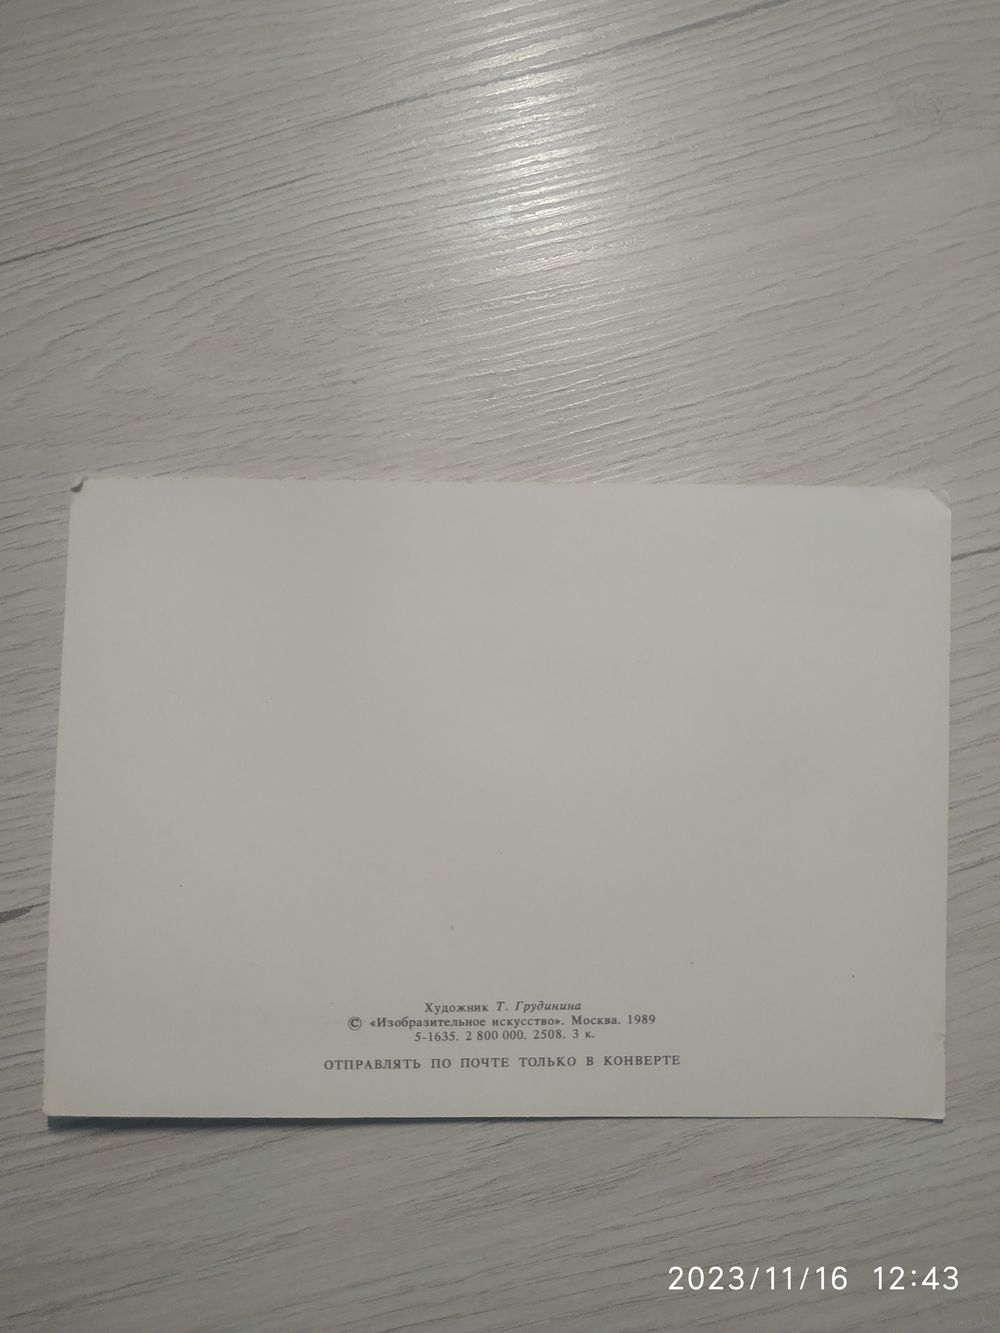 Художник Т. Грудинина
© «Изобразительное искусство». Москва. 1989
5-1635. 2 800 000. 2508. 3 к.
ОТПРАВЛЯТЬ ПО ПОЧТЕ ТОЛЬКО В КОНВЕРТЕ
2023/11/16 12:43